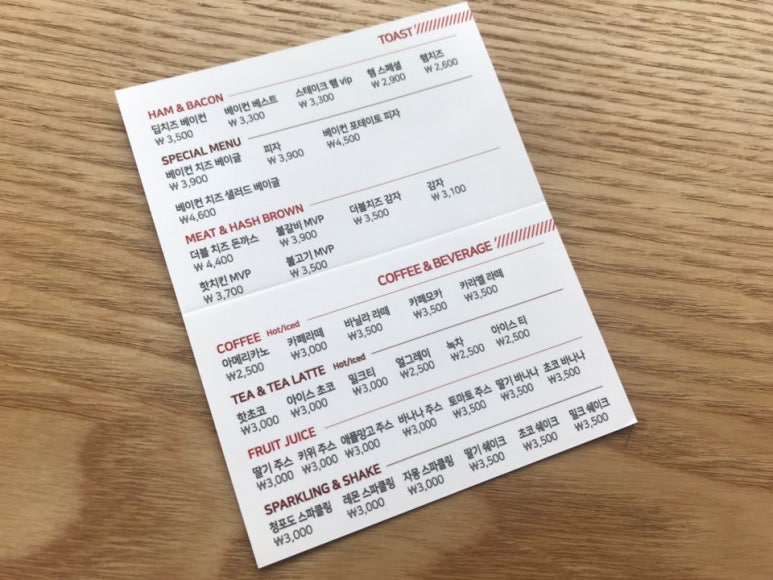 TOAST
HAM & BACON
딥치즈 베이컨 베이컨 베스트 스테이크 햄 vip 햄 스페셜 햄치즈
₩ 3,500 ₩ 3,300 ₩ 3,300 ₩ 2,900 ₩ 2,600
SPECIAL MENU
베이컨 치즈 베이글 피자 베이컨 포테이토 피자
₩ 3,900 ₩ 3,900 ₩4,500
베이컨 치즈 샐러드 베이글
₩4,600
MEAT & HASH BROWN
더블 치즈 돈까스 불갈비 MVP 더블치즈 감자 감자
₩ 4,400 ₩ 3,900 ₩ 3,500 ₩ 3,100
핫치킨 MVP 불고기 MVP
₩ 3,700 ₩ 3,500
COFFEE & BEVERAGE
COFFEE Hot/Iced
아메리카노 카페라떼 바닐라 라떼 카페모카 카라멜 라떼
₩2,500 ₩3,000 ₩3,500 ₩3,500 ₩3,500
TEA & TEA LATTE Hot/Iced
핫초코 아이스 초코 밀크티 얼그레이 녹차 아이스 티
₩3,000 ₩3,000 ₩3,000 ₩2,500 ₩2,500 ₩2,500
FRUIT JUICE
딸기 주스 키위 주스 애플망고 주스 바나나 주스 토마토 주스 딸기 바나나 초코 바나나
₩3,000 ₩3,000 ₩3,000 ₩3,000 ₩3,500 ₩3,500 ₩3,500
SPARKLING & SHAKE
청포도 스파클링 레몬 스파클링 자몽 스파클링 딸기 쉐이크 초코 쉐이크 밀크 쉐이크
₩3,000 ₩3,000 ₩3,000 ₩3,500 ₩3,500 ₩3,500